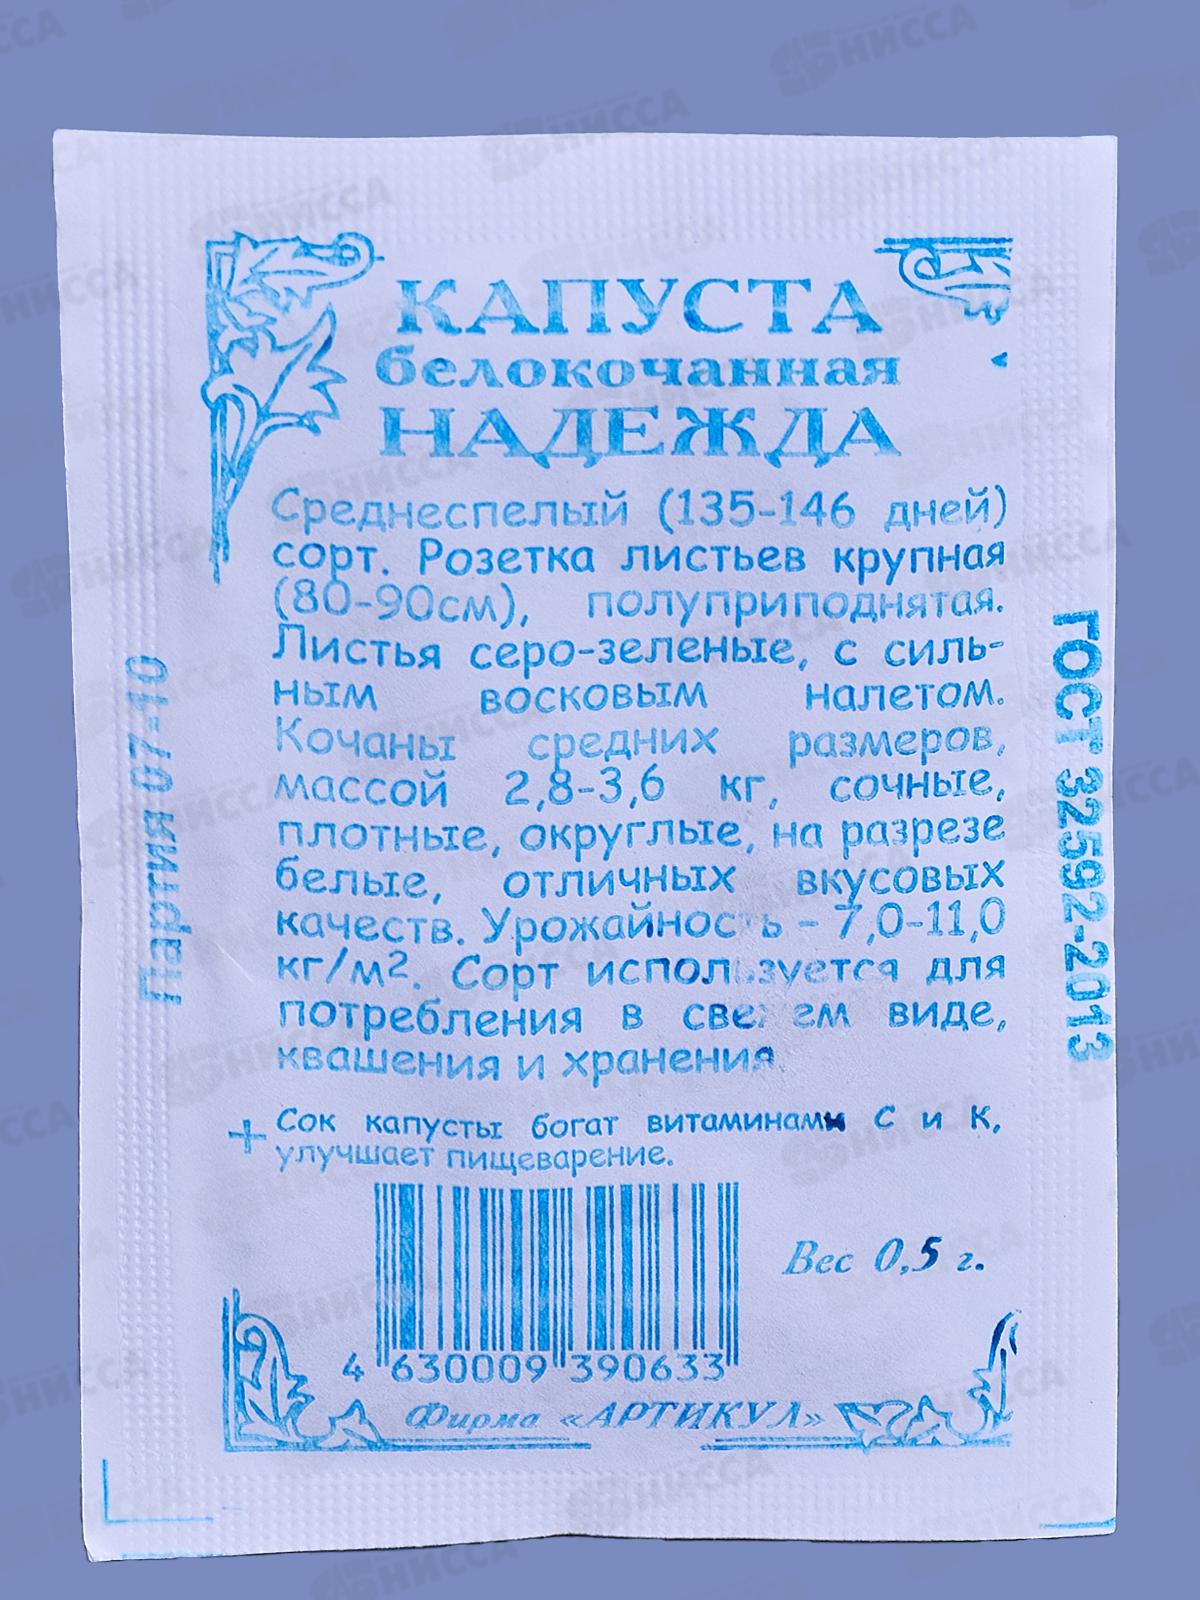 КАПУСТА
белокочанная
НАДЕЖДА
Среднеспелый (135-146 дней)
сорт. Розетка листьев крупная
(80-90см), полуприподнятая.
Листья серо-зеленые, с силь-
ным восковым налетом.
Кочаны средних размеров,
массой 2,8-3,6 кг, сочные,
плотные, округлые, на разрезе
белые, отличных вкусовых
качеств. Урожайность - 7,0-11,0
кг/м². Сорт используется для
потребления в свежем виде,
квашения и хранения.
+ Сок капусты богат витаминами С и К,
улучшает пищеварение.
Вес 0,5 г.
4 630009 390633
Фирма «АРТИКУЛ»
Партия 07-10
ГОСТ 32592-2013
НИССА